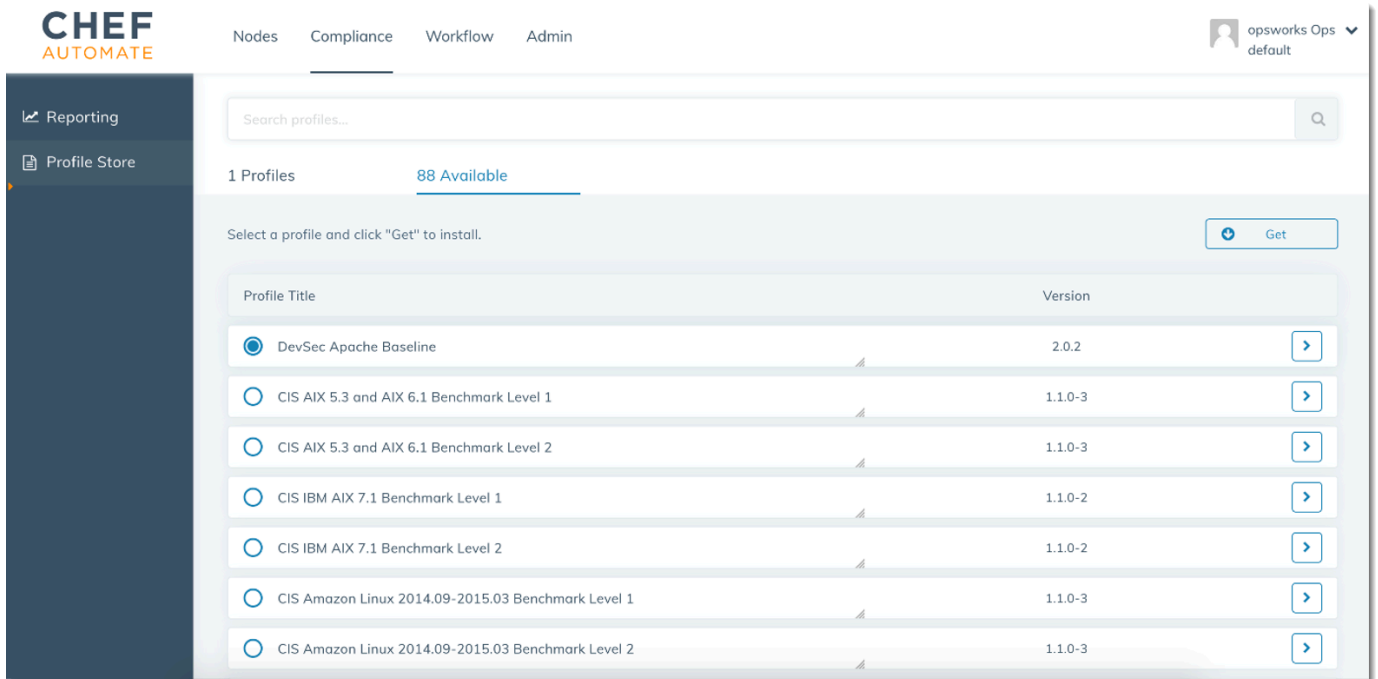 CHEF
AUTOMATE
Nodes Compliance Workflow Admin
opsworks Ops
default
Reporting
Profile Store
Search profiles...
1 Profiles 88 Available
Select a profile and click "Get" to install.
Get
Profile Title Version
DevSec Apache Baseline 2.0.2
CIS AIX 5.3 and AIX 6.1 Benchmark Level 1 1.1.0-3
CIS AIX 5.3 and AIX 6.1 Benchmark Level 2 1.1.0-3
CIS IBM AIX 7.1 Benchmark Level 1 1.1.0-2
CIS IBM AIX 7.1 Benchmark Level 2 1.1.0-2
CIS Amazon Linux 2014.09-2015.03 Benchmark Level 1 1.1.0-3
CIS Amazon Linux 2014.09-2015.03 Benchmark Level 2 1.1.0-3